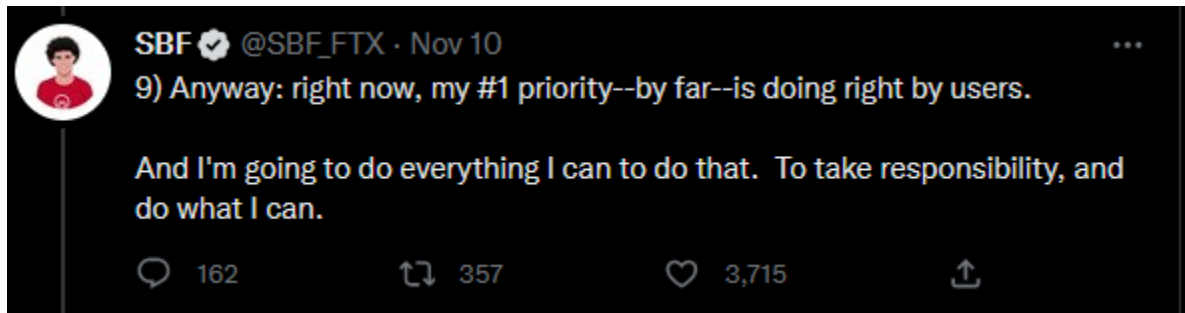 SBF @SBF_FTX · Nov 10
9) Anyway: right now, my #1 priority--by far--is doing right by users.
And I'm going to do everything I can to do that.  To take responsibility, and
do what I can.
162 357 3,715